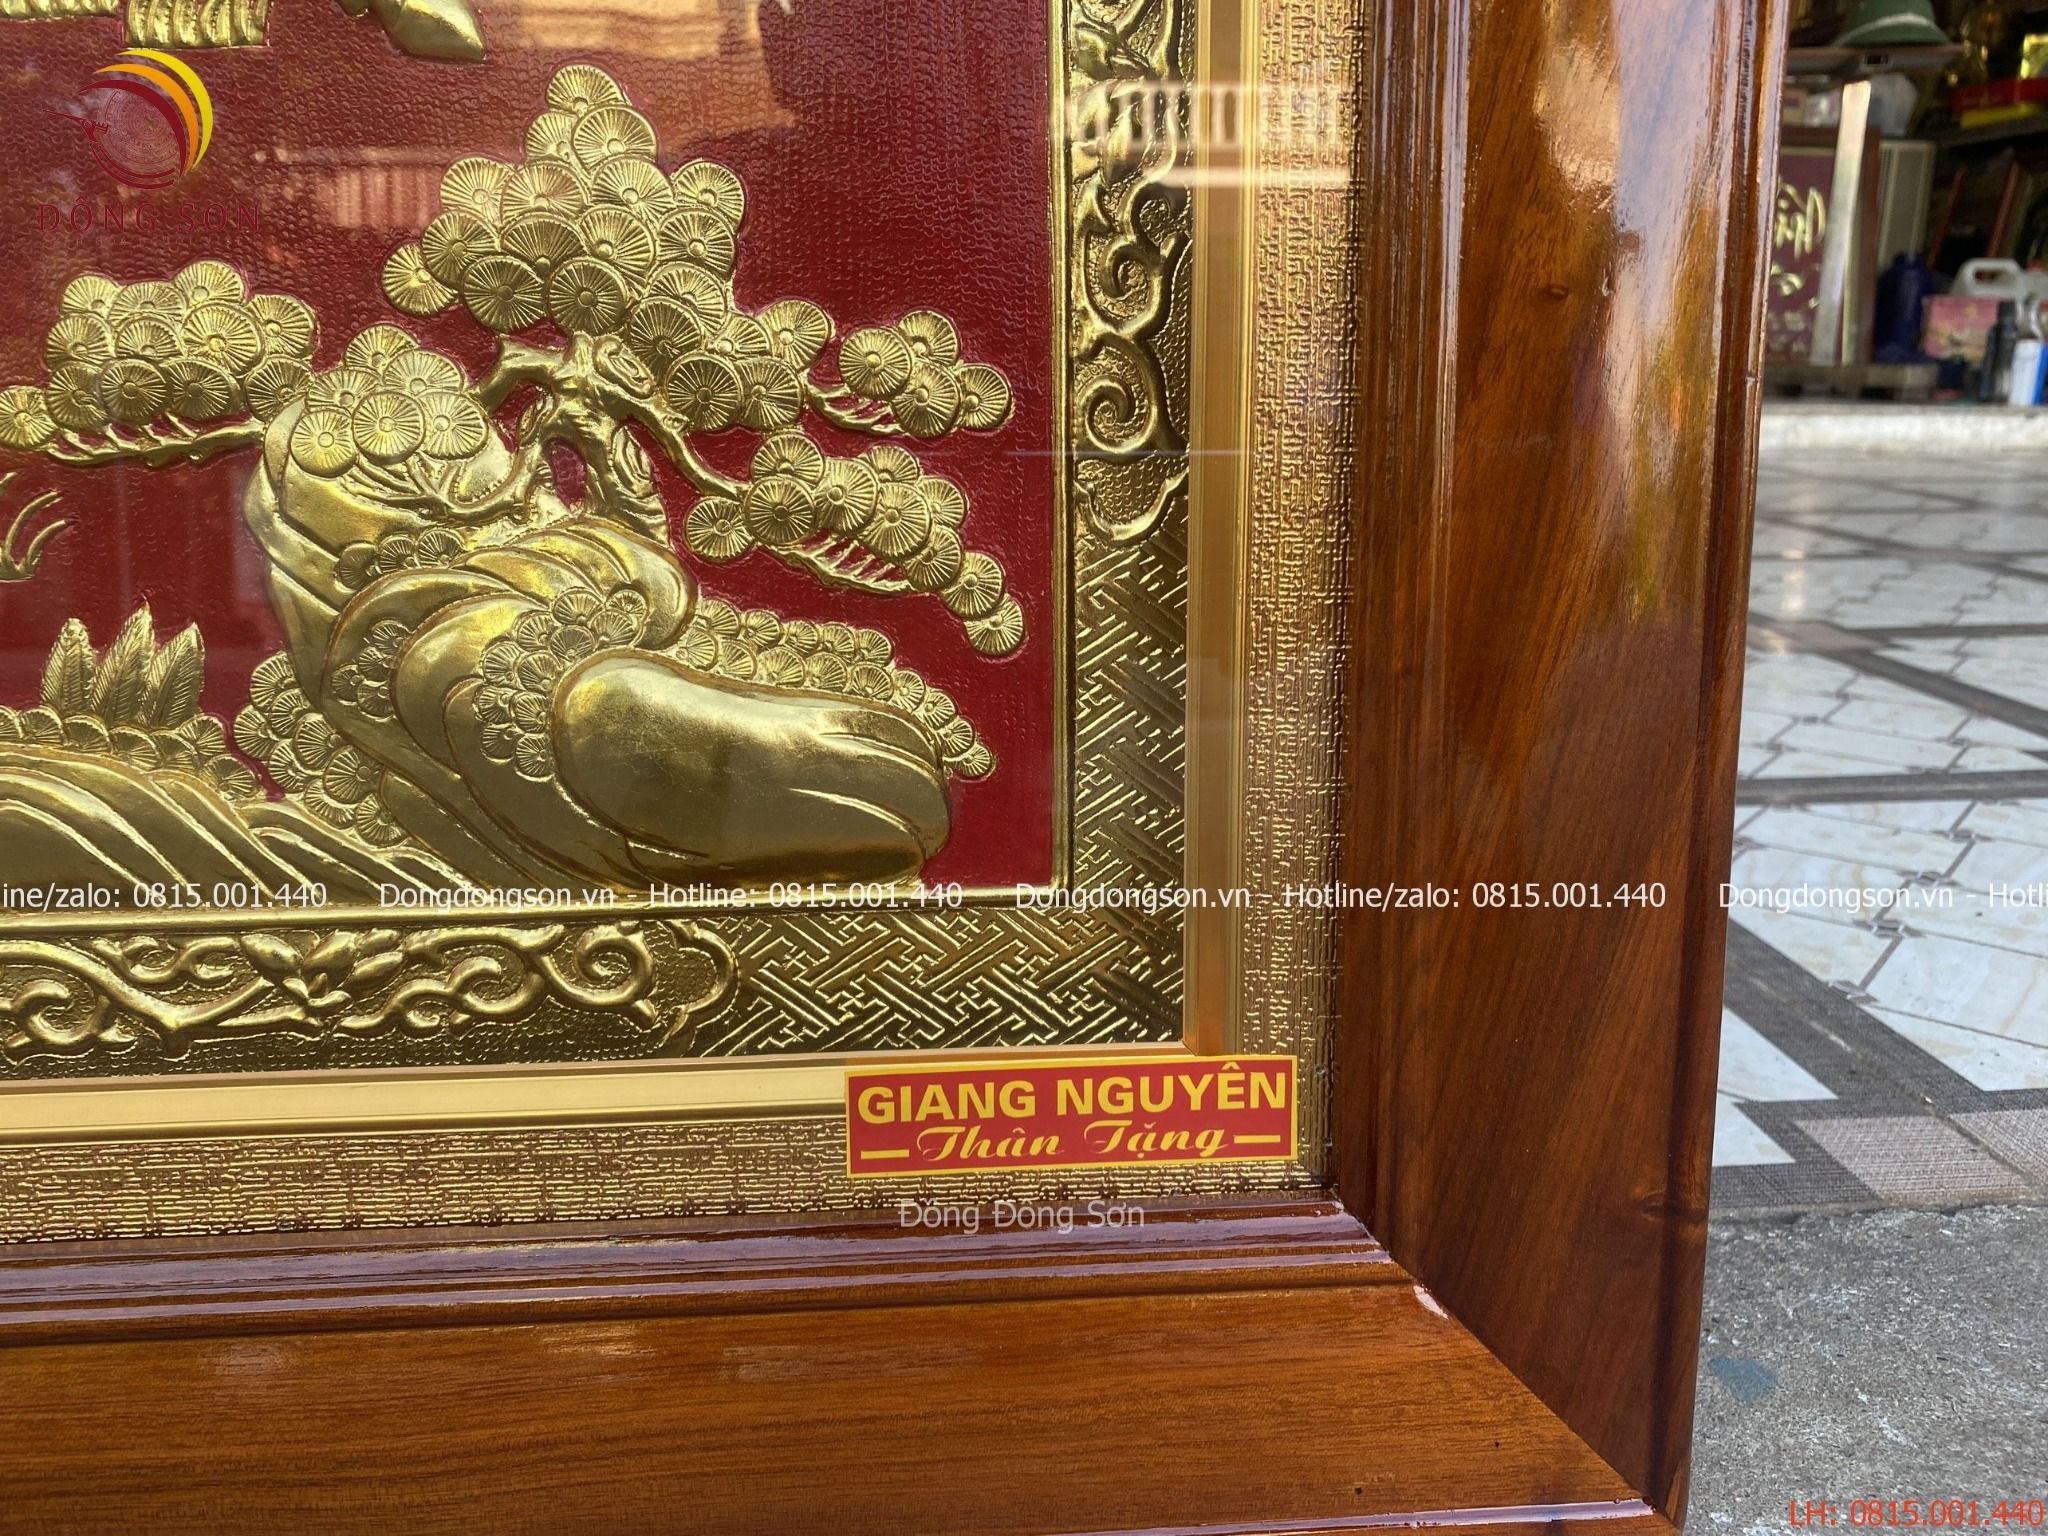 ĐÔNG SƠN
line/zalo: 0815.001.440 Dongdongson.vn - Hotline: 0815.001.440 Dongdongson.vn - Hotline/zalo: 0815.001.440 Dongdongson.vn - Hotli
GIANG NGUYÊN
Thân Tặng
Đồng Đông Sơn
LH: 0815.001.440